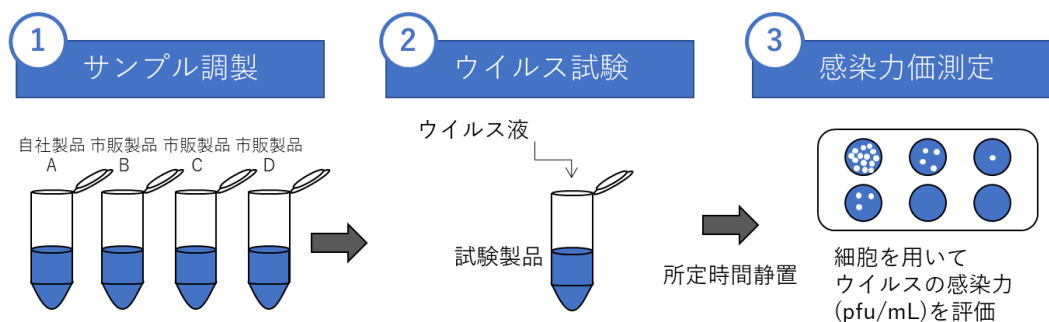 1
サンプル調製
2
ウイルス試験
3
感染力価測定
自社製品 市販製品 市販製品 市販製品
A B C D
ウイルス液
試験製品
所定時間静置
細胞を用いて
ウイルスの感染力
(pfu/mL)を評価